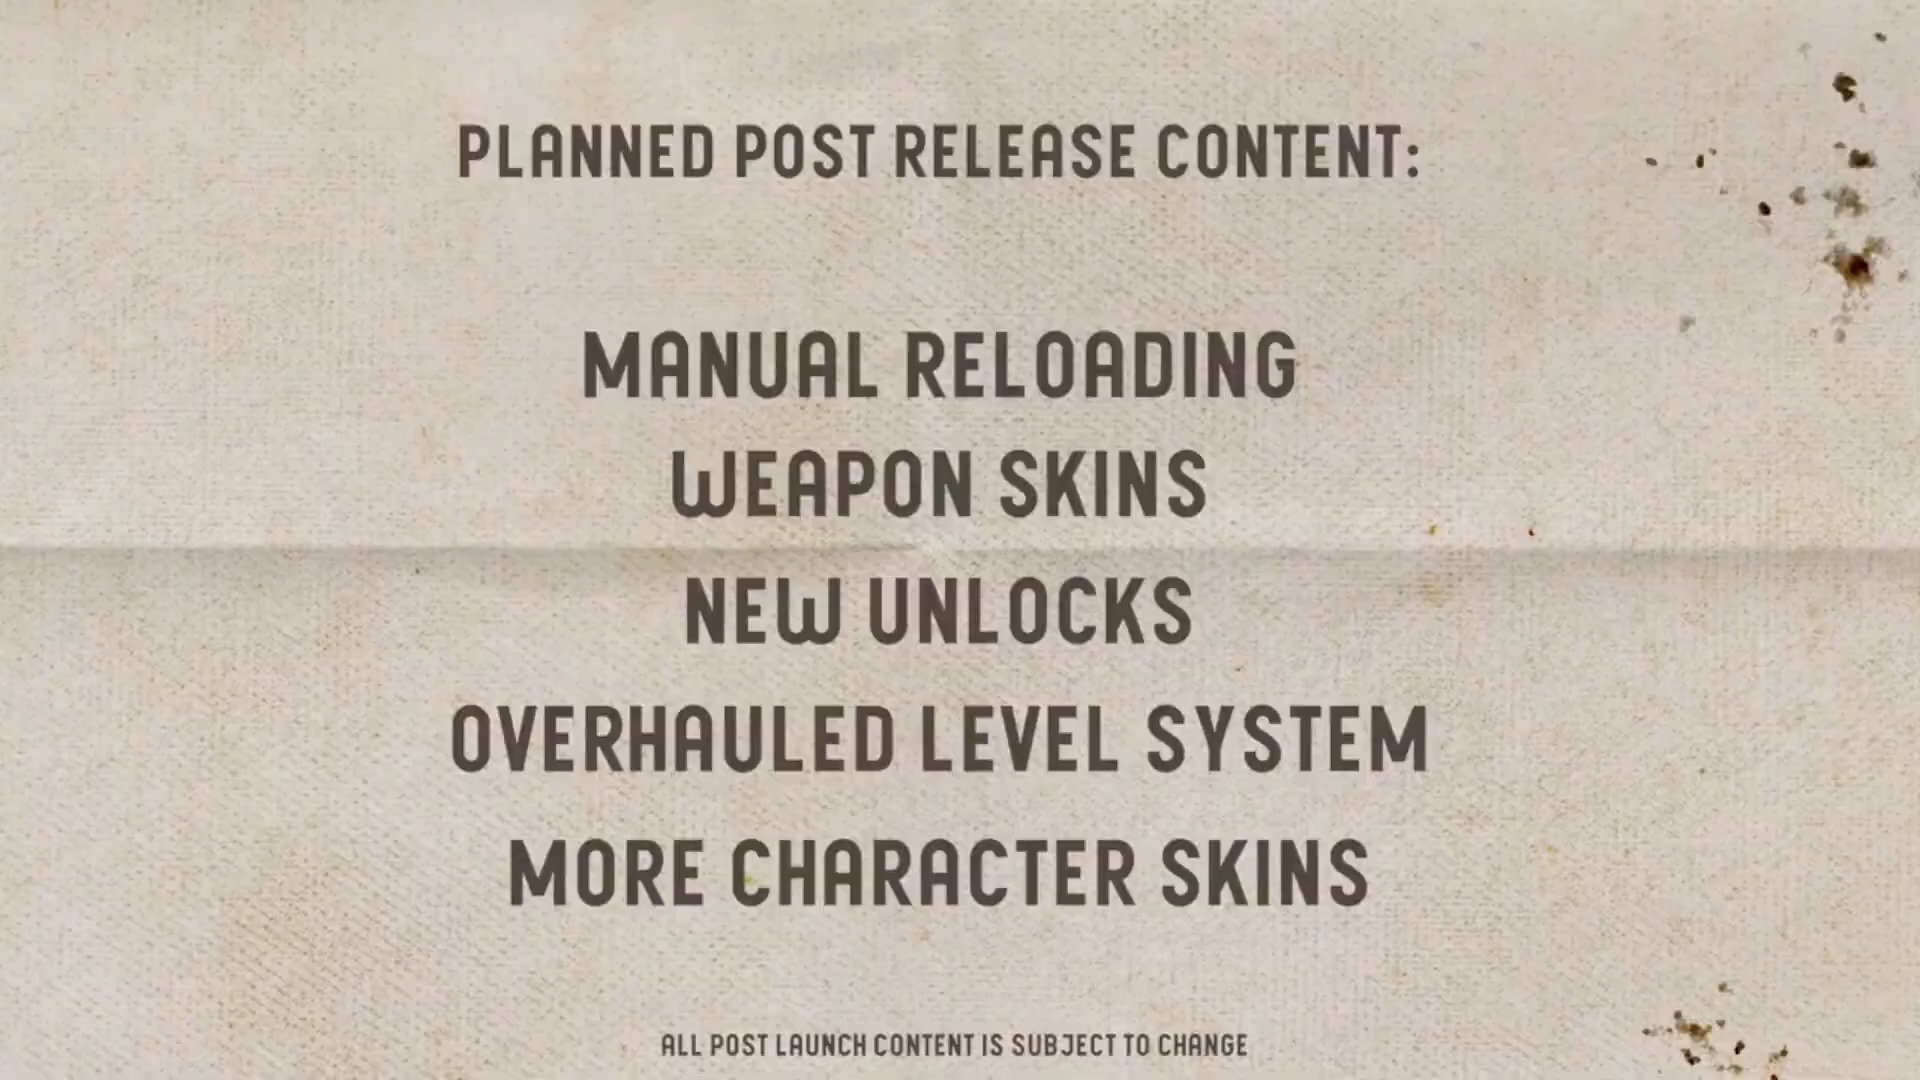 PLANNED POST RELEASE CONTENT:
MANUAL RELOADING
WEAPON SKINS
NEW UNLOCKS
OVERHAULED LEVEL SYSTEM
MORE CHARACTER SKINS
ALL POST LAUNCH CONTENT IS SUBJECT TO CHANGE